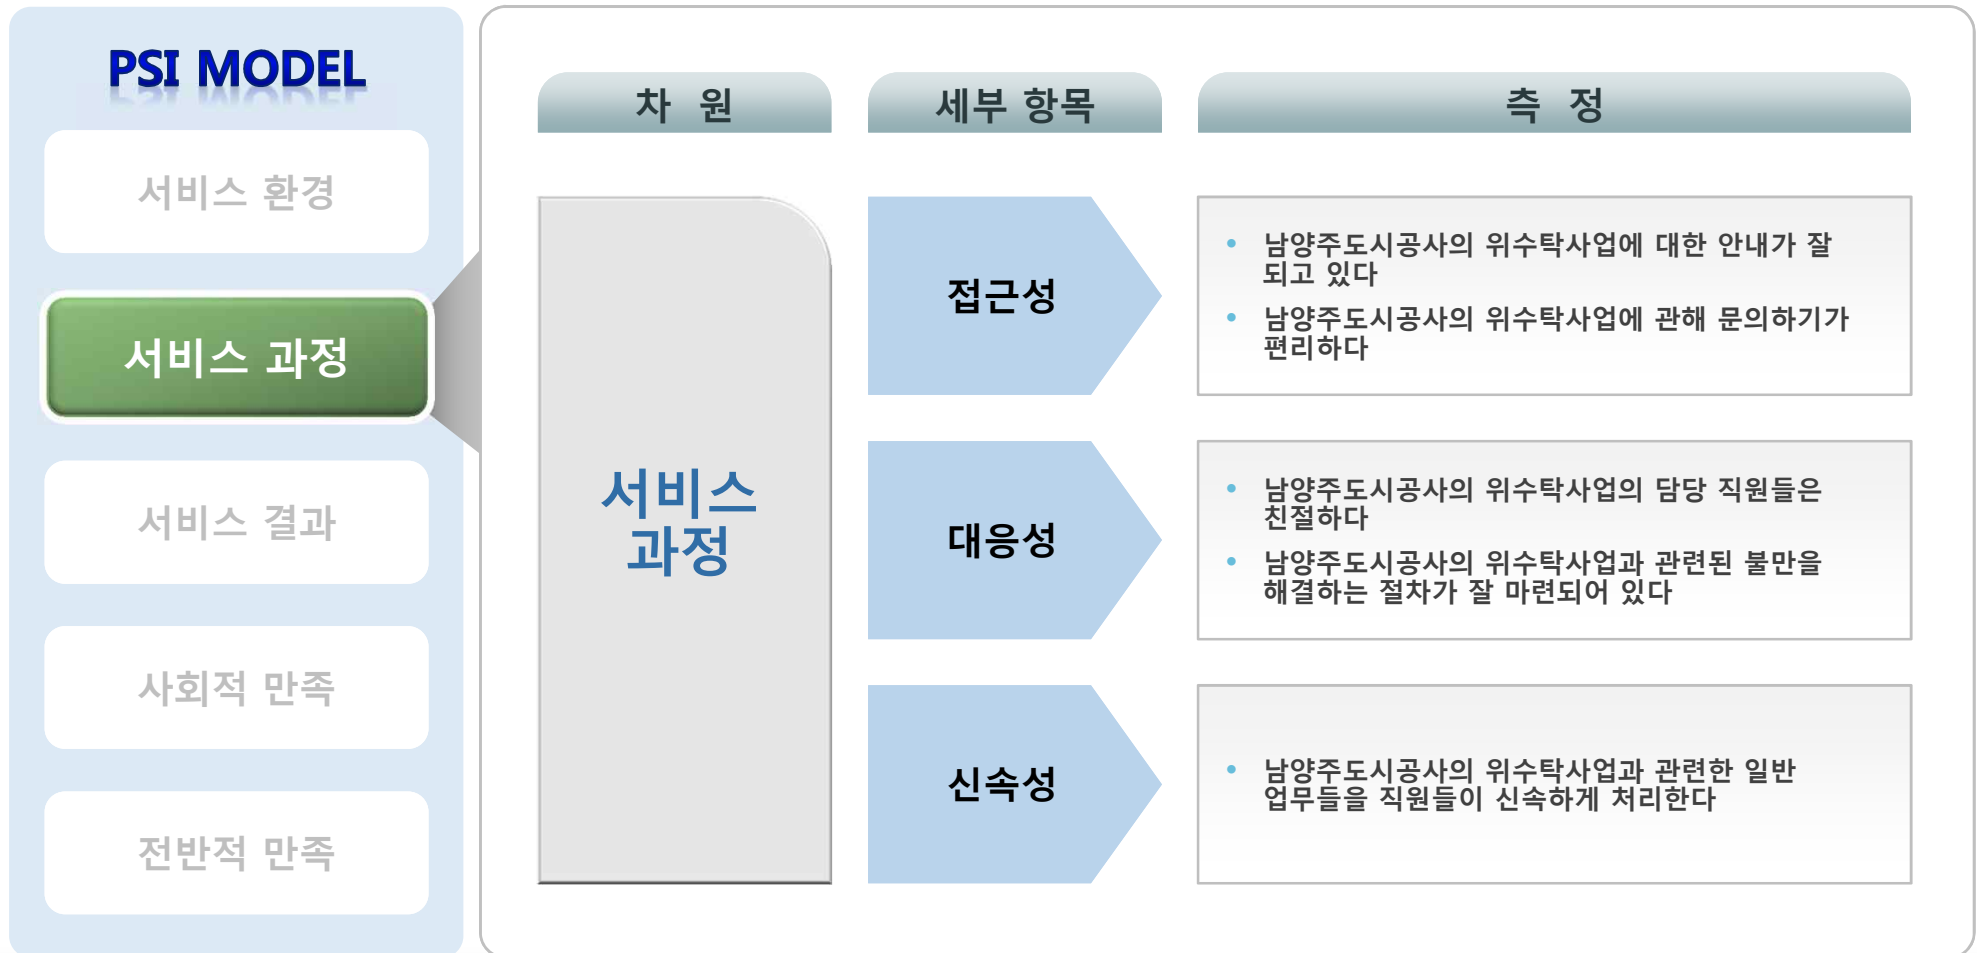 PSI MODEL
서비스 환경
서비스 과정
서비스 결과
사회적 만족
전반적 만족
차 원
세부 항목
측 정
서비스
과정
접근성
• 남양주도시공사의 위수탁사업에 대한 안내가 잘
되고 있다
• 남양주도시공사의 위수탁사업에 관해 문의하기가
편리하다
대응성
• 남양주도시공사의 위수탁사업의 담당 직원들은
친절하다
• 남양주도시공사의 위수탁사업과 관련된 불만을
해결하는 절차가 잘 마련되어 있다
신속성
• 남양주도시공사의 위수탁사업과 관련한 일반
업무들을 직원들이 신속하게 처리한다